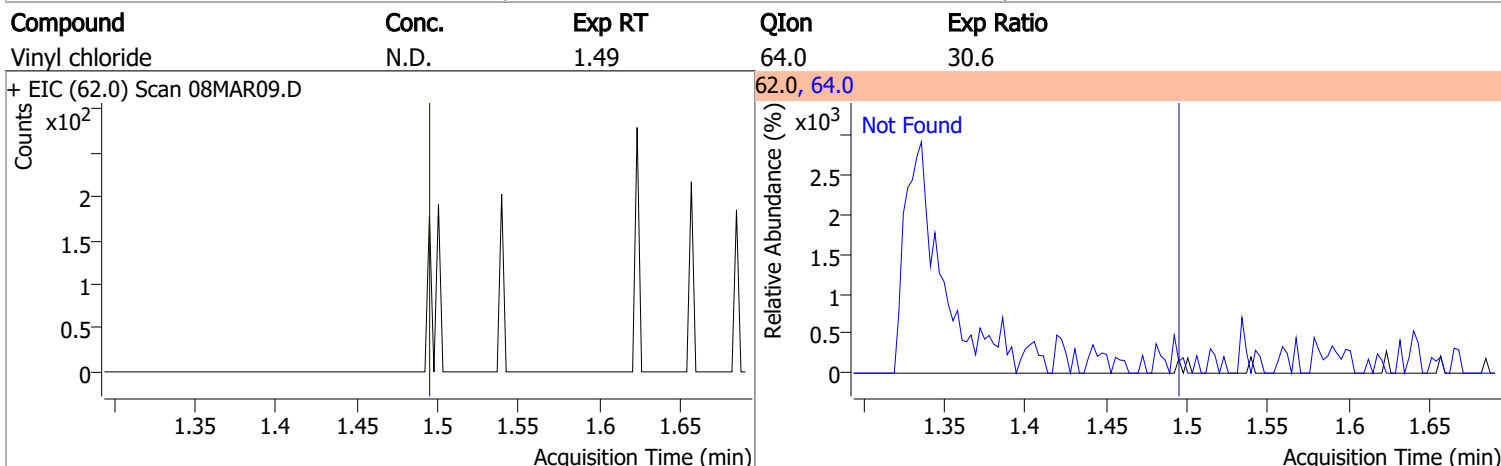 Compound Conc. Exp RT QIon Exp Ratio
Vinyl chloride N.D. 1.49 64.0 30.6
+ EIC (62.0) Scan 08MAR09.D
Counts
x10²
2
1.5
1
0.5
0
1.35 1.4 1.45 1.5 1.55 1.6 1.65
Acquisition Time (min)
62.0, 64.0
Relative Abundance (%)
x10³
Not Found
2.5
2
1.5
1
0.5
0
1.35 1.4 1.45 1.5 1.55 1.6 1.65
Acquisition Time (min)